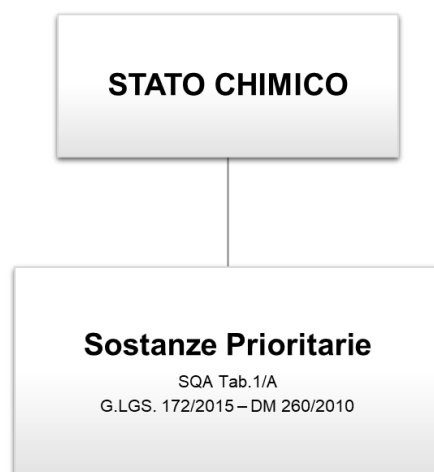 STATO CHIMICO
Sostanze Prioritarie
SQA Tab.1/A
G.LGS. 172/2015 – DM 260/2010